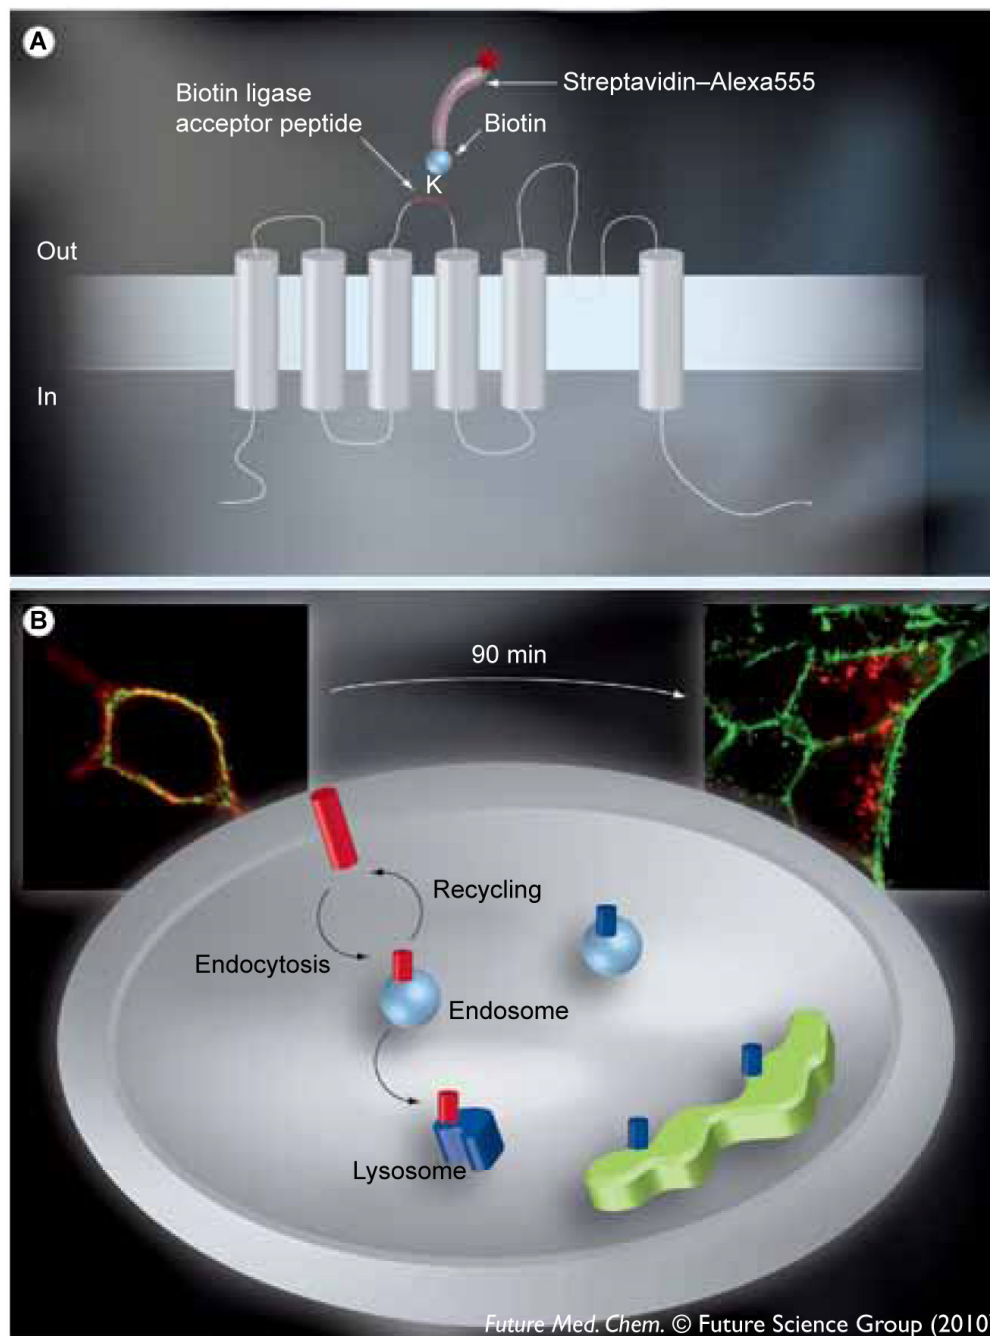 A
Biotin ligase
acceptor peptide
Streptavidin–Alexa555
Biotin
K
Out
In
B
90 min
Recycling
Endocytosis
Endosome
Lysosome
Future Med. Chem. © Future Science Group (2010